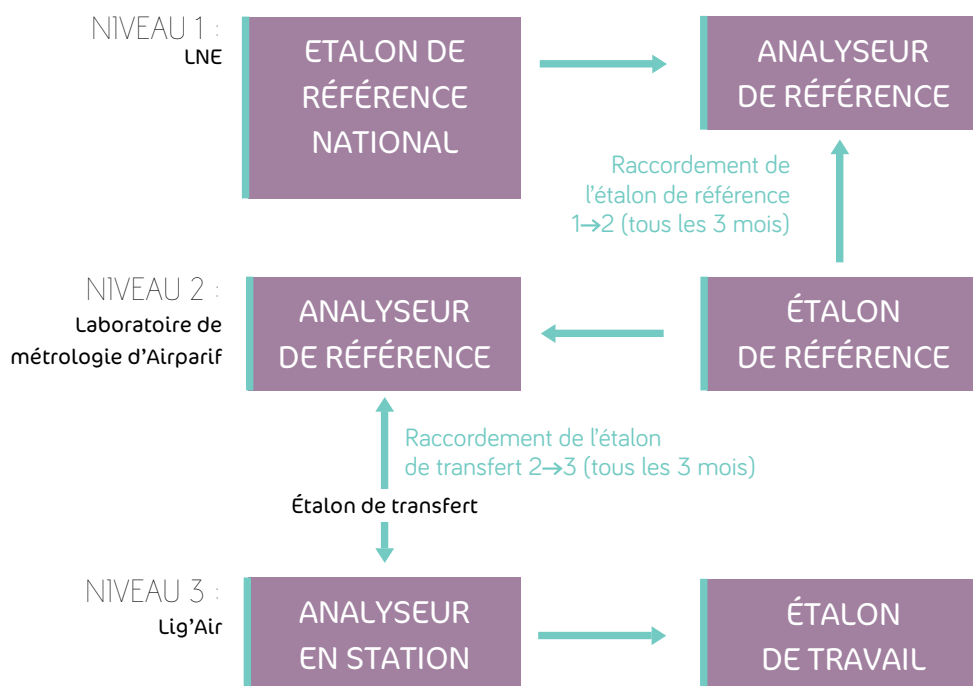 NIVEAU 1 :
LNE
ETALON DE
RÉFÉRENCE
NATIONAL
ANALYSEUR
DE RÉFÉRENCE
Raccordement de
l’étalon de référence
1→2 (tous les 3 mois)
NIVEAU 2 :
Laboratoire de
métrologie d’Airparif
ANALYSEUR
DE RÉFÉRENCE
ÉTALON
DE RÉFÉRENCE
Raccordement de l’étalon
de transfert 2→3 (tous les 3 mois)
Étalon de transfert
NIVEAU 3 :
Lig’Air
ANALYSEUR
EN STATION
ÉTALON
DE TRAVAIL